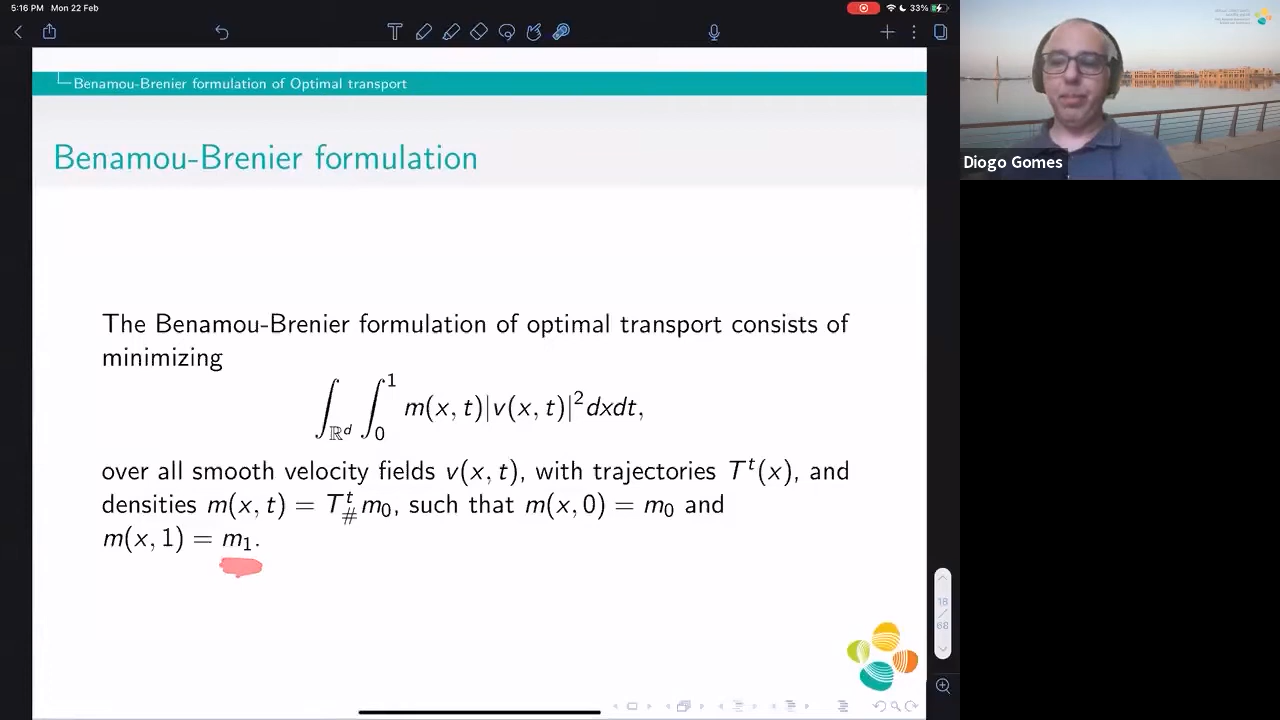 5:16 PM Mon 22 Feb
33%
Benamou-Brenier formulation of Optimal transport
Benamou-Brenier formulation
The Benamou-Brenier formulation of optimal transport consists of
minimizing
∫_{ℝ^d} ∫_0^1 m(x, t)|v(x, t)|^2 dxdt,
over all smooth velocity fields v(x, t), with trajectories T^t(x), and
densities m(x, t) = T^t_# m_0, such that m(x, 0) = m_0 and
m(x, 1) = m_1.
18
/
68
Diogo Gomes